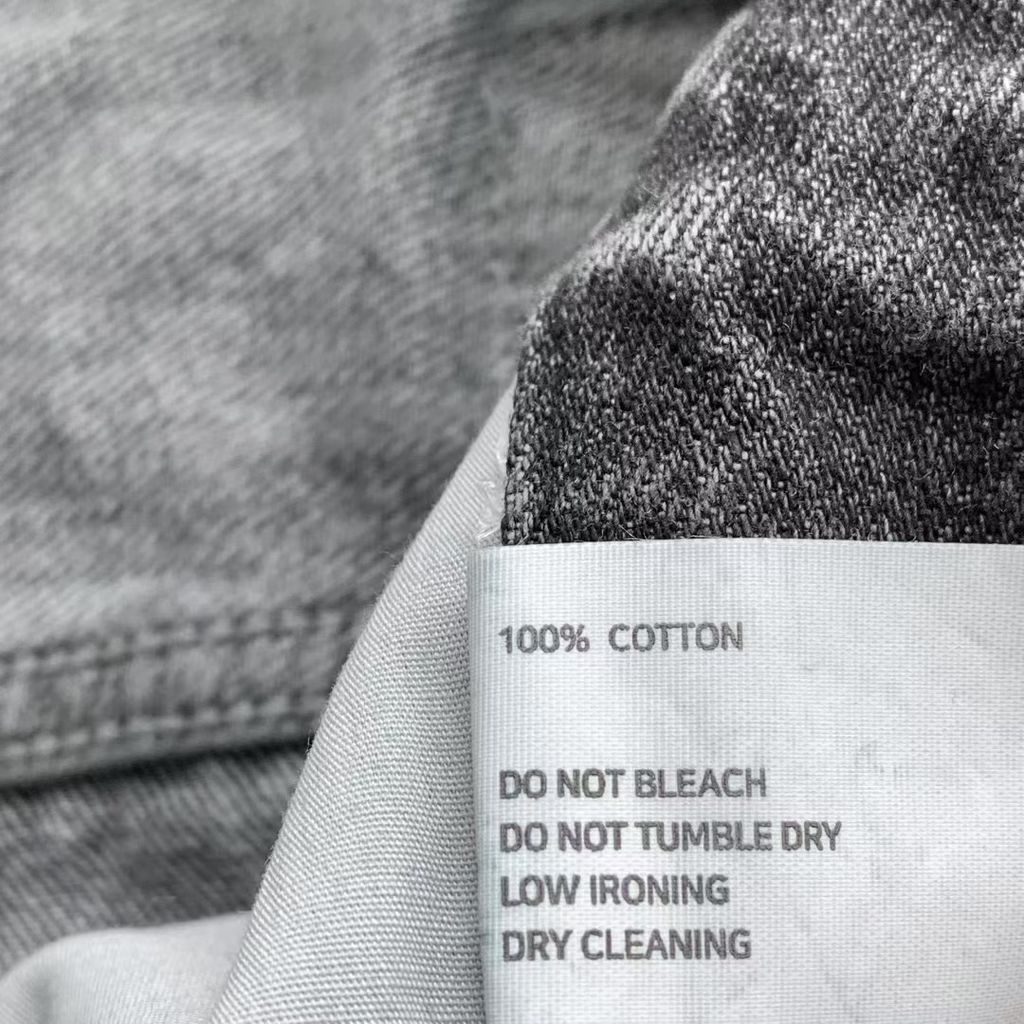 100% COTTON
DO NOT BLEACH
DO NOT TUMBLE DRY
LOW IRONING
DRY CLEANING